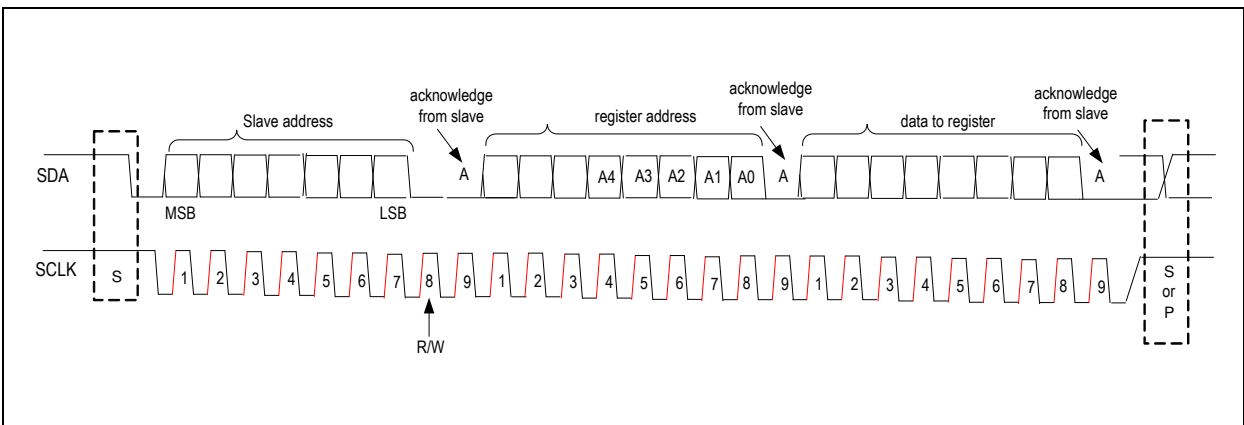 acknowledge
from slave
acknowledge
from slave
acknowledge
from slave
Slave address
register address
data to register
SDA
A
A4 A3 A2 A1 A0
A
A
MSB
LSB
SCLK
S
1 2 3 4 5 6 7 8 9 1 2 3 4 5 6 7 8 9 1 2 3 4 5 6 7 8 9
S
or
P
R/W